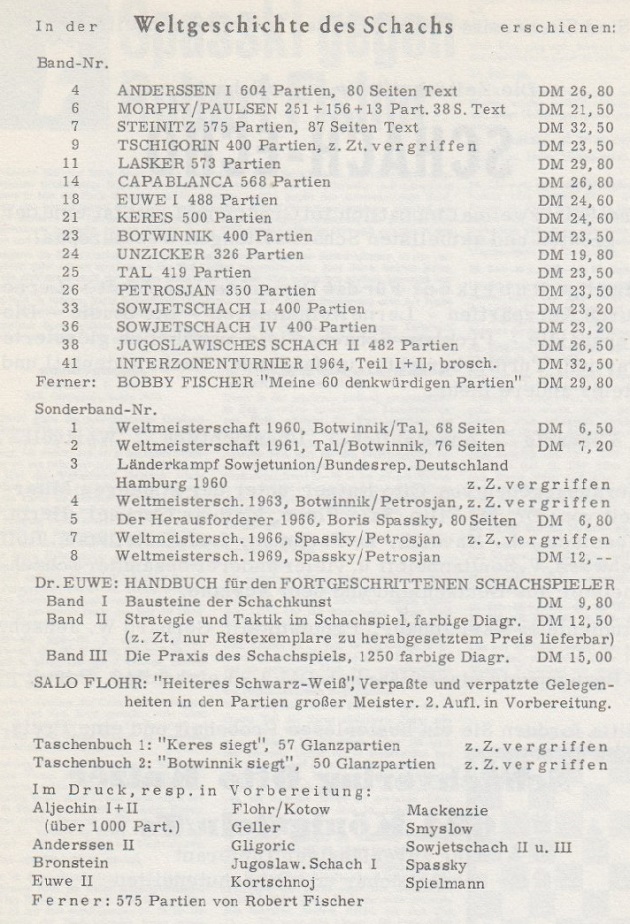 In der Weltgeschichte des Schachs erschienen:
Band-Nr.
4 ANDERSSEN I 604 Partien, 80 Seiten Text DM 26,80
6 MORPHY/PAULSEN 251+156+13 Part. 38 S. Text DM 21,50
7 STEINITZ 575 Partien, 87 Seiten Text DM 32,50
9 TSCHIGORIN 400 Partien, z. Zt. vergriffen DM 23,50
11 LASKER 573 Partien DM 29,80
14 CAPABLANCA 568 Partien DM 26,80
18 EUWE I 488 Partien DM 24,60
21 KERES 500 Partien DM 24,60
23 BOTWINNIK 400 Partien DM 23,50
24 UNZICKER 326 Partien DM 19,80
25 TAL 419 Partien DM 23,50
26 PETROSJAN 350 Partien DM 23,50
33 SOWJETSCHACH I 400 Partien DM 23,20
36 SOWJETSCHACH IV 400 Partien DM 23,20
38 JUGOSLAWISCHES SCHACH II 482 Partien DM 26,50
41 INTERZONENTURNIER 1964, Teil I+II, brosch. DM 32,50
Ferner: BOBBY FISCHER "Meine 60 denkwürdigen Partien" DM 29,80
Sonderband-Nr.
1 Weltmeisterschaft 1960, Botwinnik/Tal, 68 Seiten DM 6,50
2 Weltmeisterschaft 1961, Tal/Botwinnik, 76 Seiten DM 7,20
3 Länderkampf Sowjetunion/Bundesrep. Deutschland
Hamburg 1960 z.Z.vergriffen
4 Weltmeistersch. 1963, Botwinnik/Petrosjan, z.Z.vergriffen
5 Der Herausforderer 1966, Boris Spassky, 80 Seiten DM 6,80
7 Weltmeistersch. 1966, Spassky/Petrosjan z.Z.vergriffen
8 Weltmeistersch. 1969, Spassky/Petrosjan DM 12,--
Dr. EUWE: HANDBUCH für den FORTGESCHRITTENEN SCHACHSPIELER
Band I Bausteine der Schachkunst DM 9,80
Band II Strategie und Taktik im Schachspiel, farbige Diagr. DM 12,50
(z. Zt. nur Restexemplare zu herabgesetztem Preis lieferbar)
Band III Die Praxis des Schachspiels, 1250 farbige Diagr. DM 15,00
SALO FLOHR: "Heiteres Schwarz-Weiß", Verpaßte und verpatzte Gelegen-
heiten in den Partien großer Meister. 2. Aufl. in Vorbereitung.
Taschenbuch 1: "Keres siegt", 57 Glanzpartien z.Z.vergriffen
Taschenbuch 2: "Botwinnik siegt", 50 Glanzpartien z.Z.vergriffen
Im Druck, resp. in Vorbereitung:
Aljechin I+II Flohr/Kotow Mackenzie
(über 1000 Part.) Geller Smyslow
Anderssen II Gligoric Sowjetschach II u. III
Bronstein Jugoslaw. Schach I Spassky
Euwe II Kortschnoj Spielmann
Ferner: 575 Partien von Robert Fischer